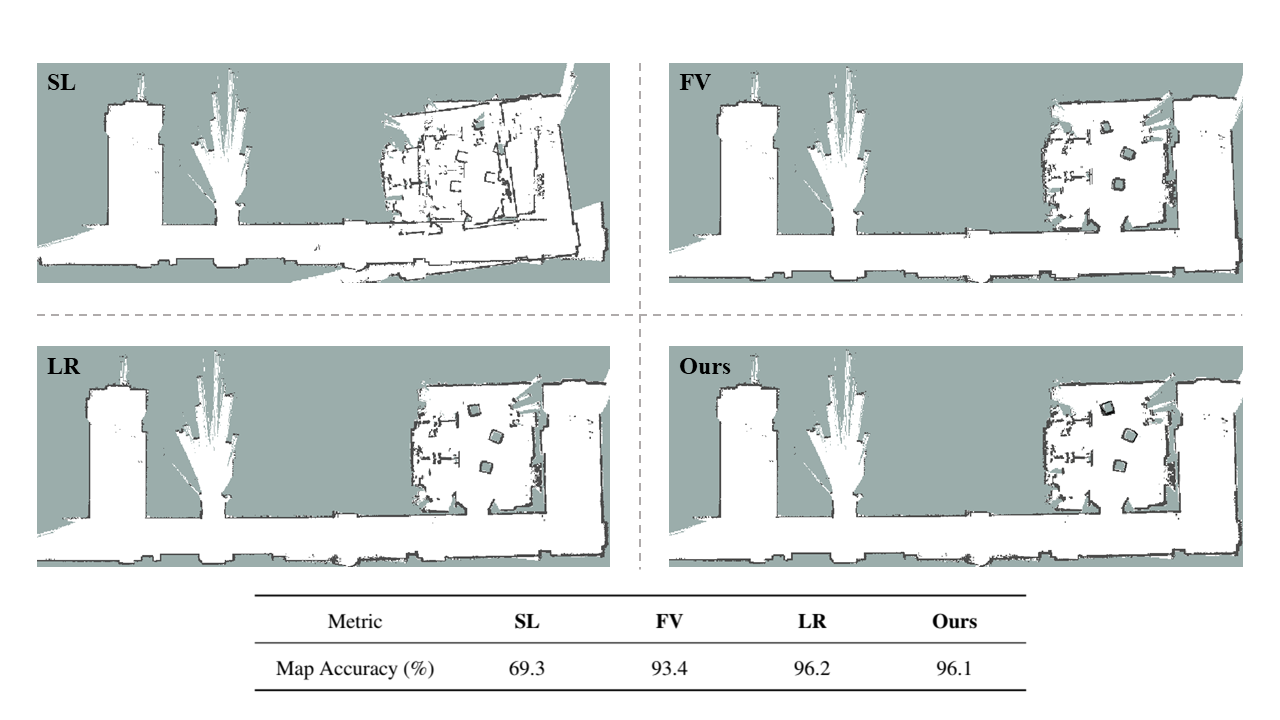 SL
FV
LR
Ours
Metric SL FV LR Ours
Map Accuracy (%) 69.3 93.4 96.2 96.1